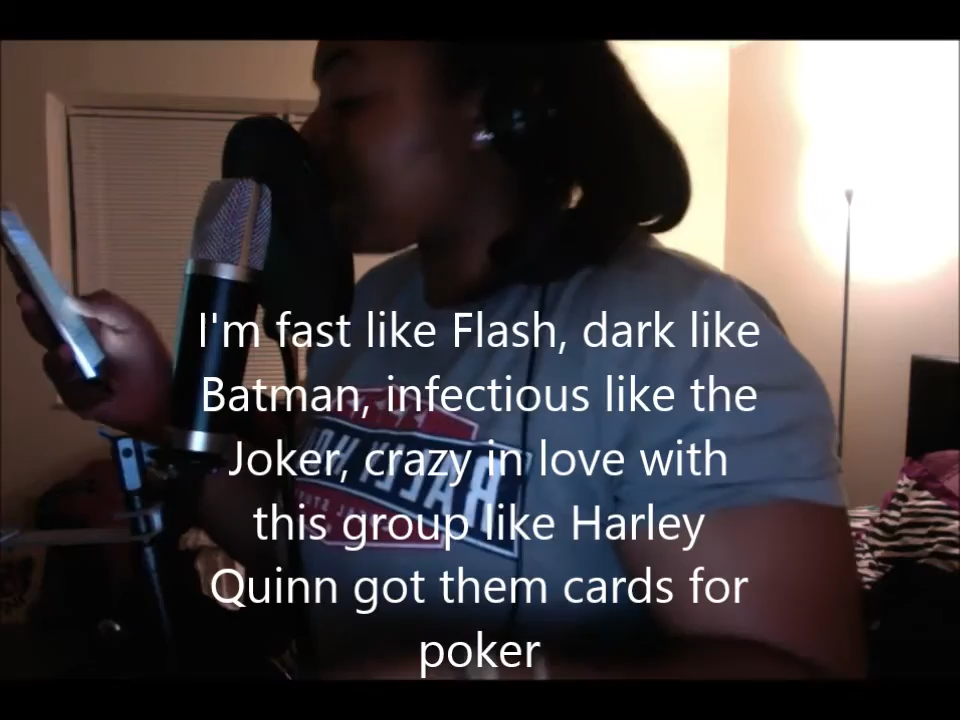 I'm fast like Flash, dark like
Batman, infectious like the
Joker, crazy in love with
this group like Harley
Quinn got them cards for
poker